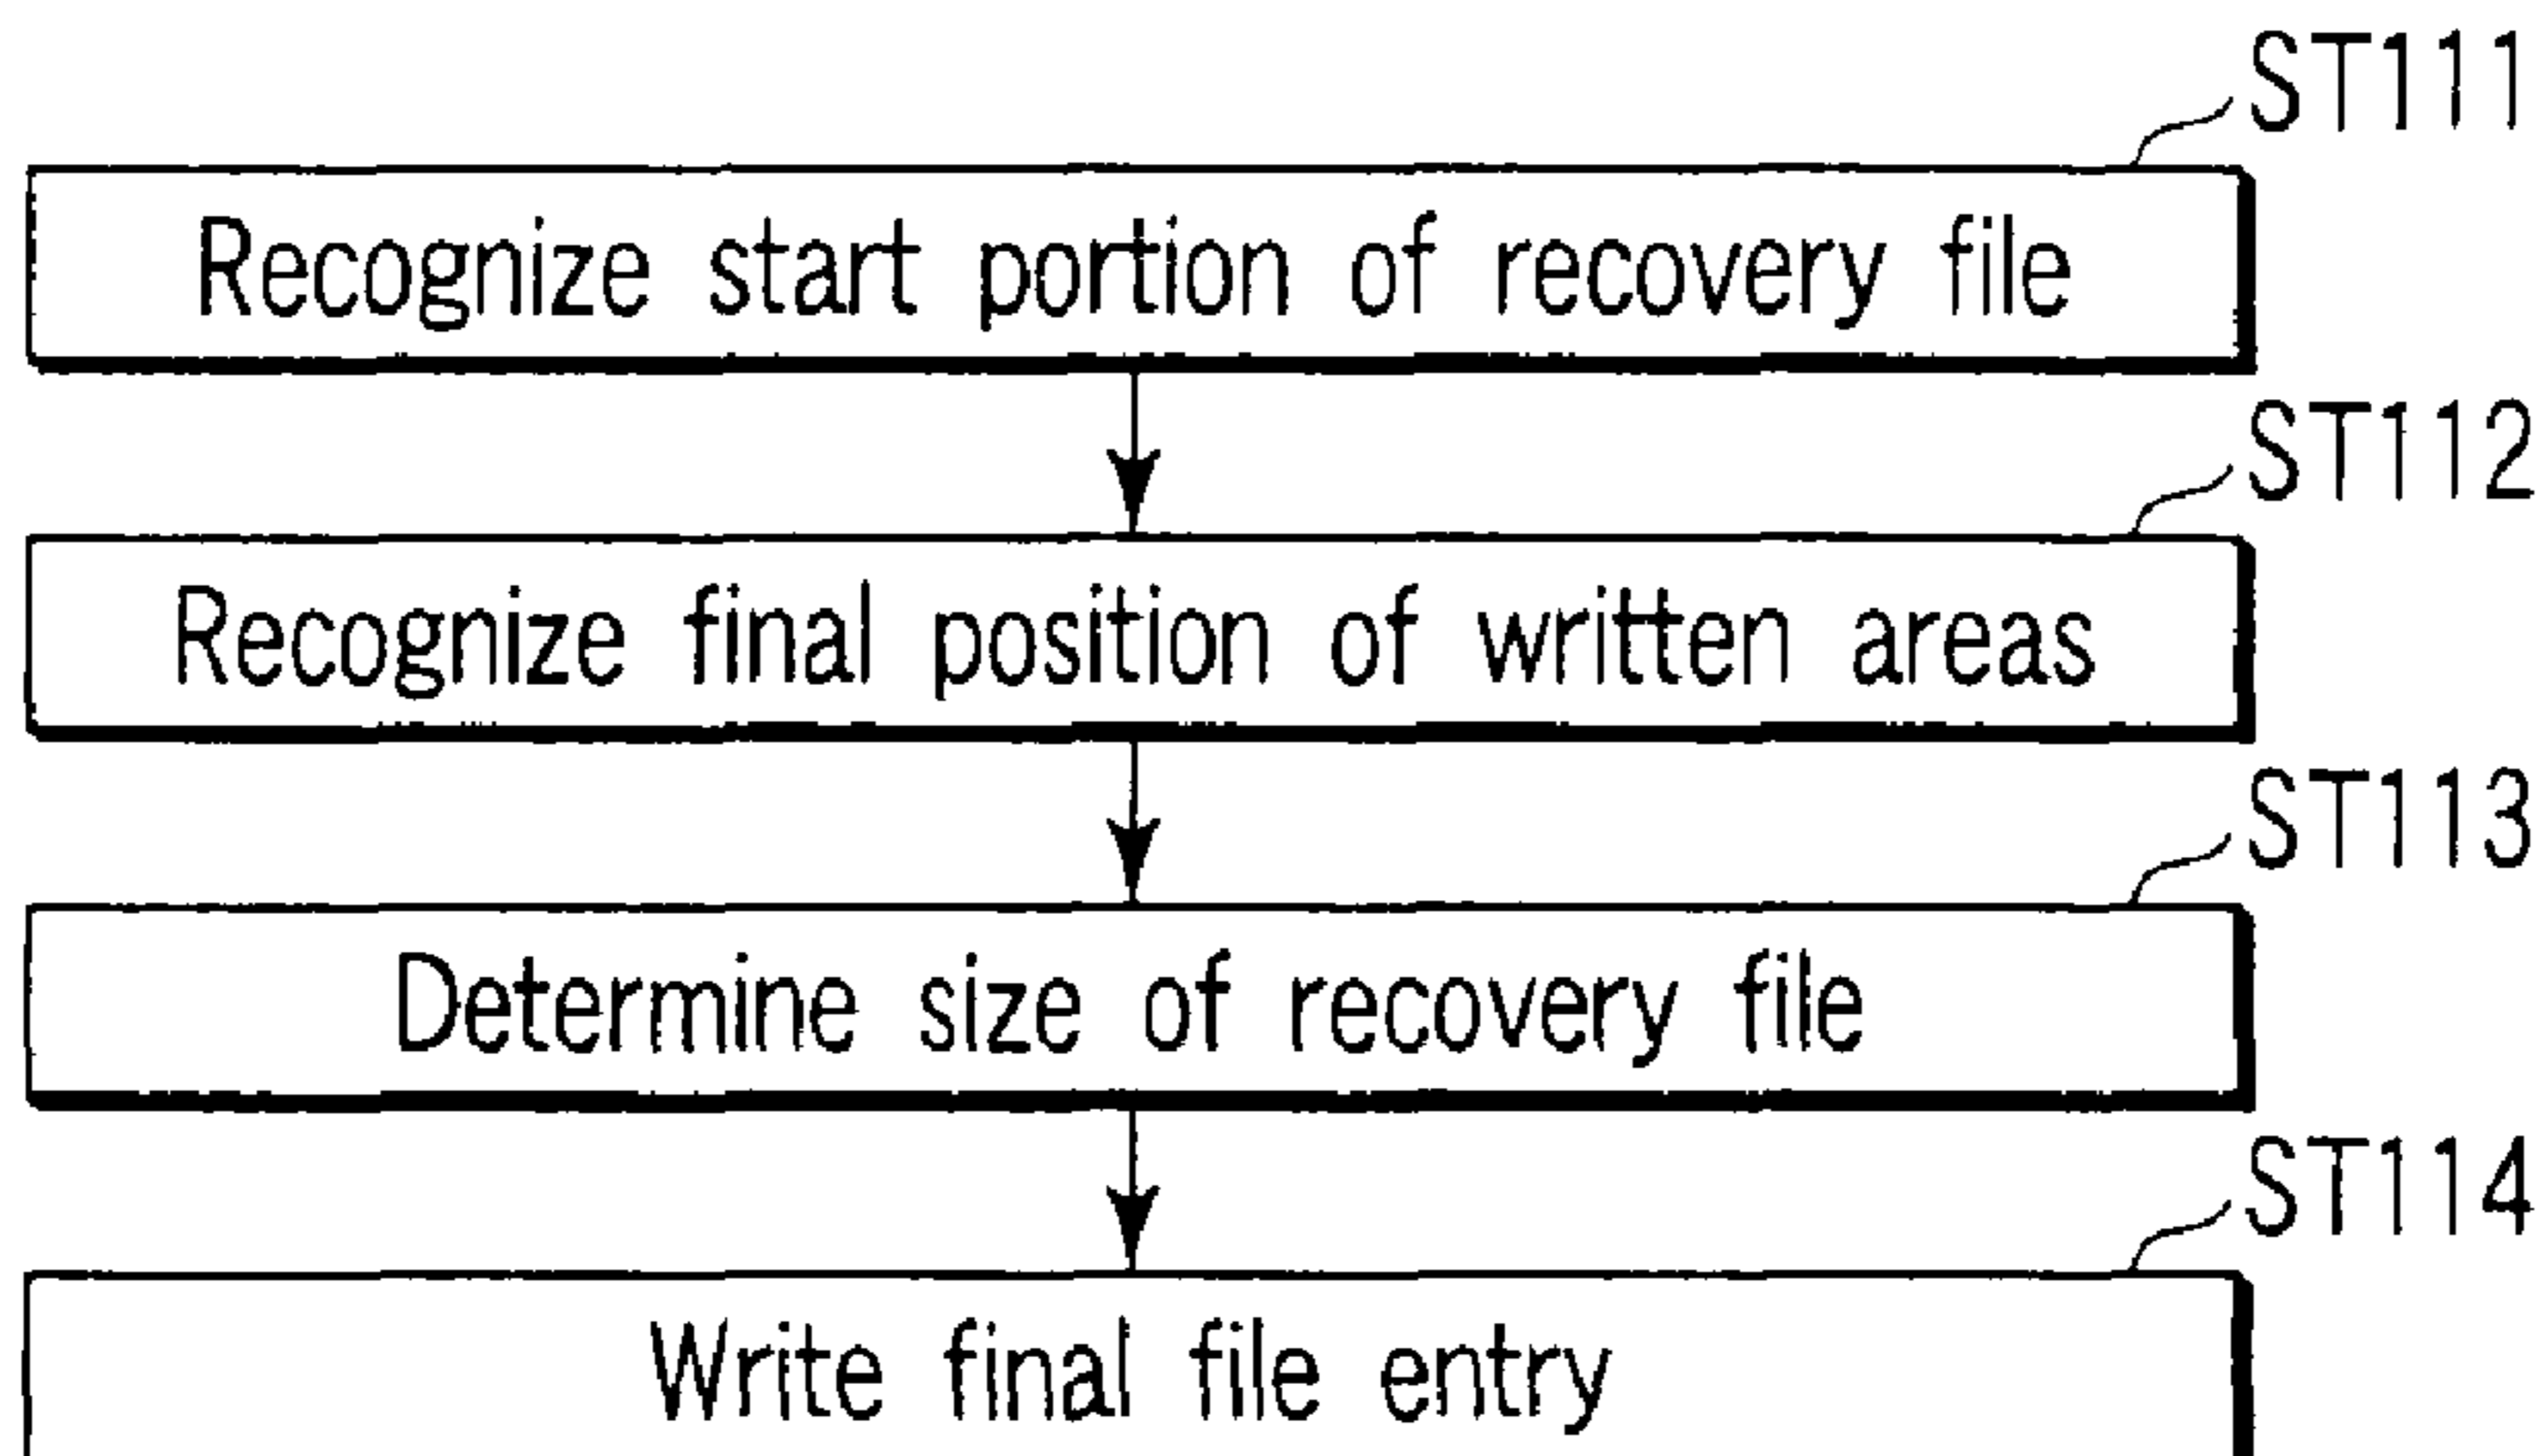 ST111
Recognize start portion of recovery file
ST112
Recognize final position of written areas
ST113
Determine size of recovery file
ST114
Write final file entry